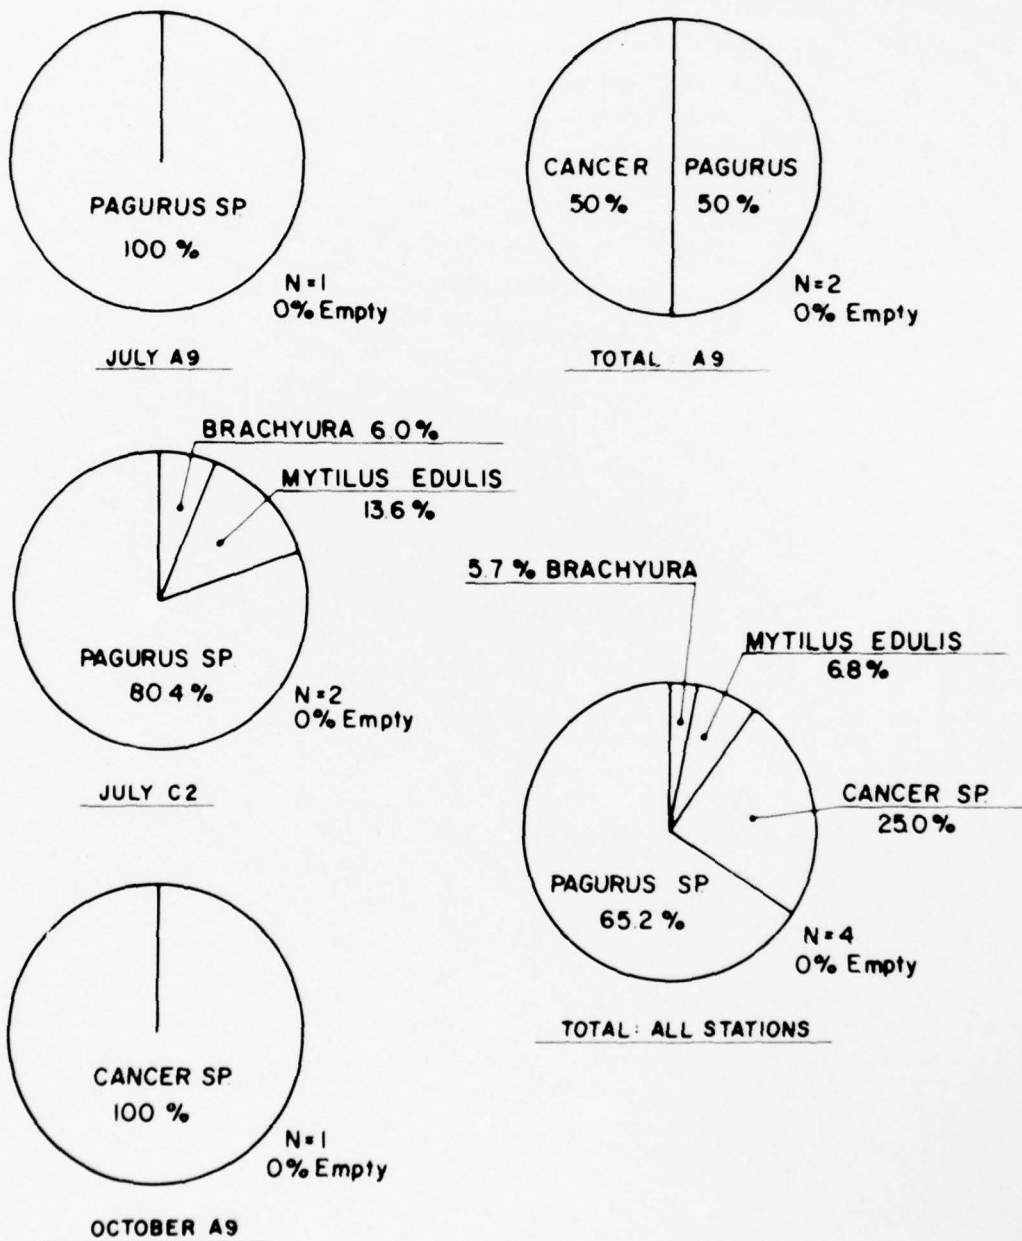 PAGURUS SP.
100 %
N=1
0% Empty
JULY A9
CANCER
50 %
PAGURUS
50 %
N=2
0% Empty
TOTAL: A9
BRACHYURA 6.0%
MYTILUS EDULIS
13.6 %
PAGURUS SP.
80.4 %
N=2
0% Empty
JULY C2
5.7 % BRACHYURA
MYTILUS EDULIS
6.8%
CANCER SP.
25.0%
PAGURUS SP.
65.2 %
N=4
0% Empty
TOTAL: ALL STATIONS
CANCER SP.
100 %
N=1
0% Empty
OCTOBER A9